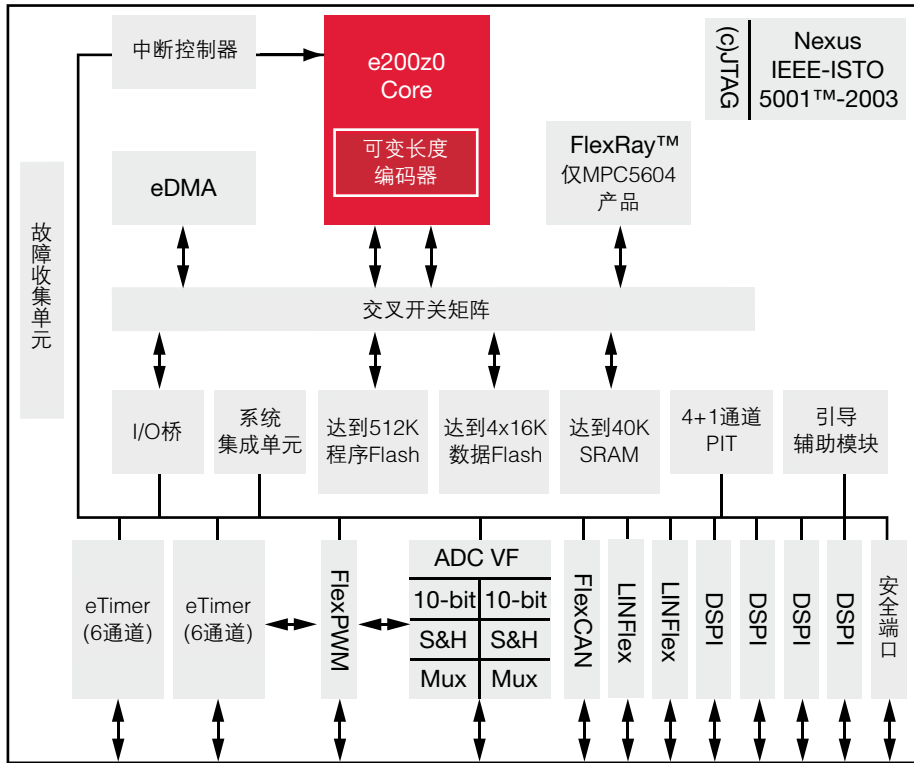 中断控制器
e200z0
Core
可变长度
编码器
(c)JTAG
Nexus
IEEE-ISTO
5001™-2003
eDMA
FlexRay™
仅MPC5604
产品
故障收集单元
交叉开关矩阵
I/O桥
系统
集成单元
达到512K
程序Flash
达到4x16K
数据Flash
达到40K
SRAM
4+1通道
PIT
引导
辅助模块
eTimer
(6通道)
eTimer
(6通道)
FlexPWM
ADC VF
10-bit
10-bit
S&H
S&H
Mux
Mux
FlexCAN
LINFlex
LINFlex
DSPI
DSPI
DSPI
DSPI
安全端口